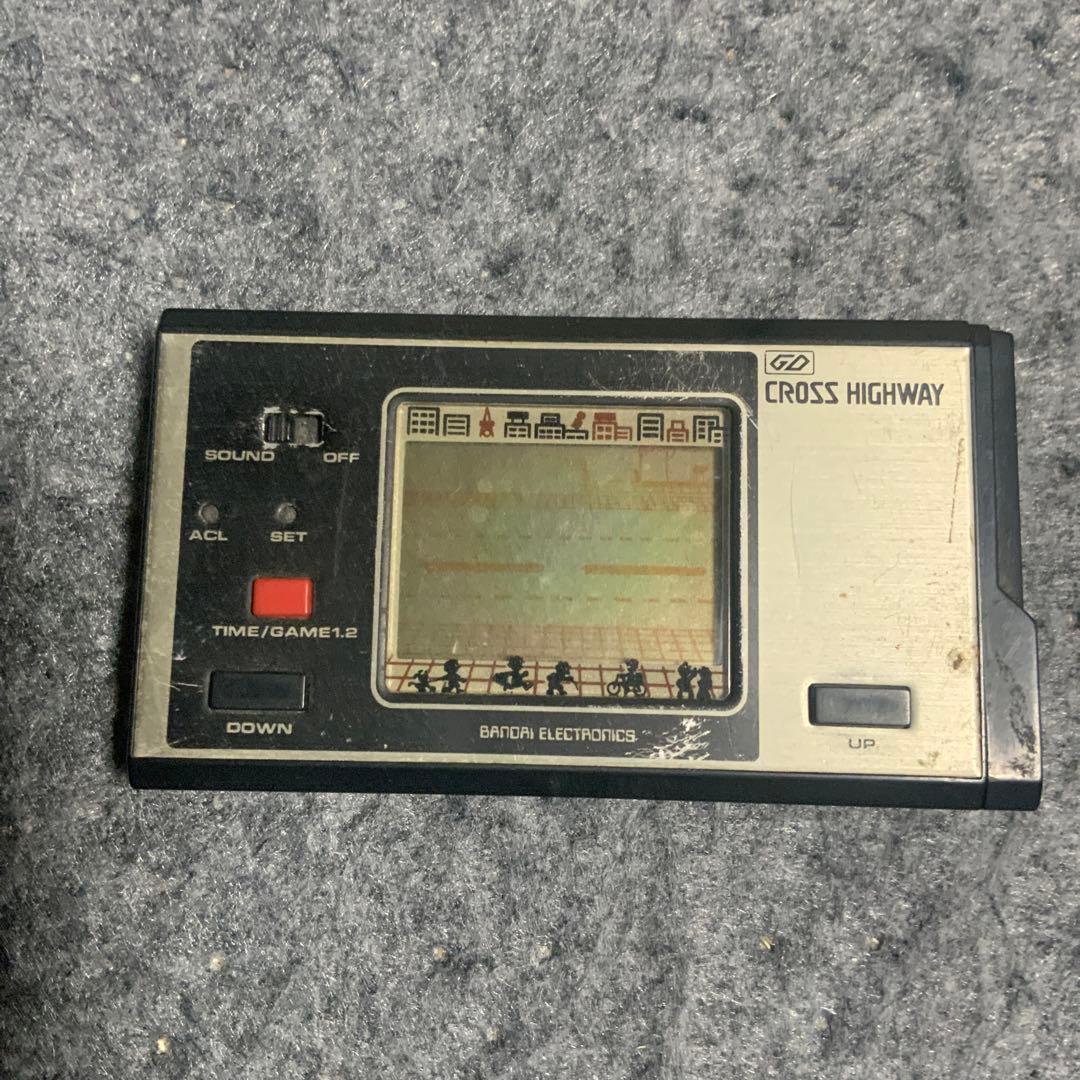 GD
CROSS HIGHWAY
SOUND OFF
ACL SET
TIME/GAME1.2
DOWN
BANDAI ELECTRONICS
UP